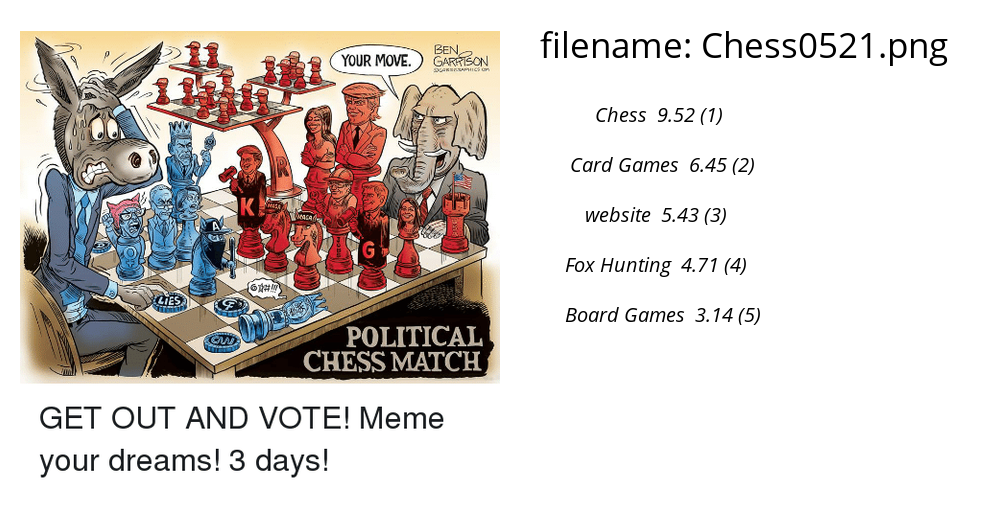 YOUR MOVE.
BEN
GARRISON
R
K
MAGA
G
T
A
LIES
@!#!!!
CNN
POLITICAL
CHESS MATCH
GET OUT AND VOTE! Meme
your dreams! 3 days!
filename: Chess0521.png
Chess 9.52 (1)
Card Games 6.45 (2)
website 5.43 (3)
Fox Hunting 4.71 (4)
Board Games 3.14 (5)